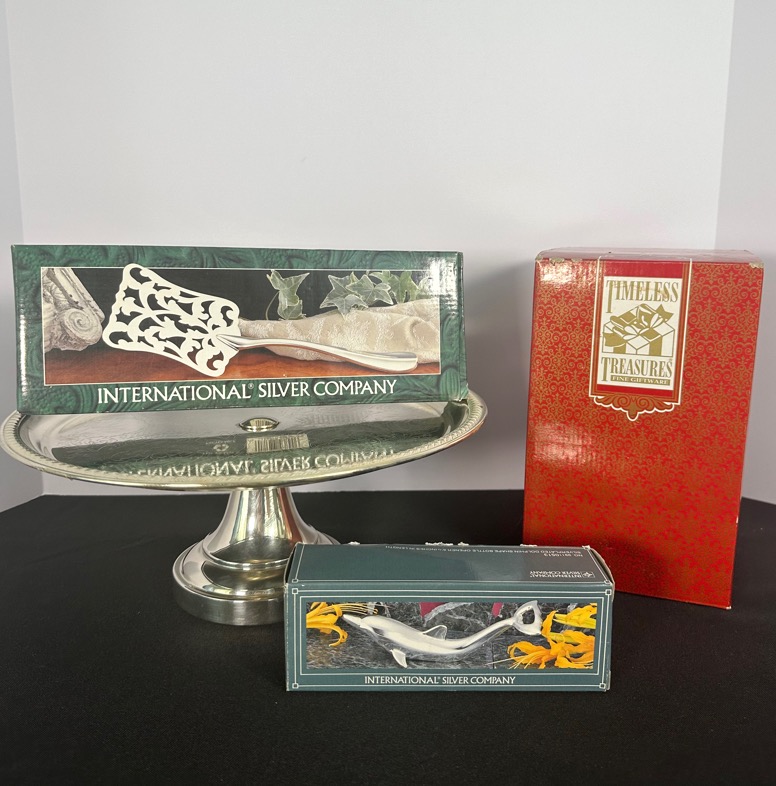 INTERNATIONAL® SILVER COMPANY
TIMELESS
TREASURES
FINE GIFTWARE
INTERNATIONAL®
SILVER COMPANY
INTERNATIONAL® SILVER COMPANY